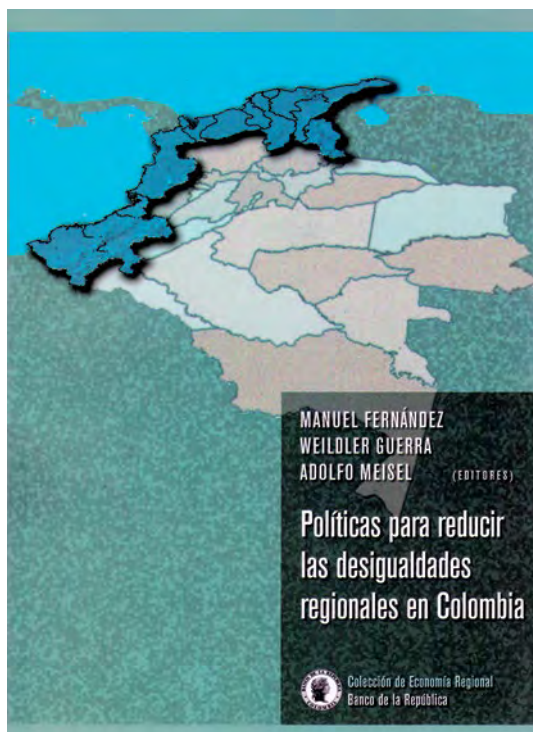 MANUEL FERNÁNDEZ
WEILDLER GUERRA
ADOLFO MEISEL (EDITORES)
Políticas para reducir
las desigualdades
regionales en Colombia
Colección de Economía Regional
Banco de la República